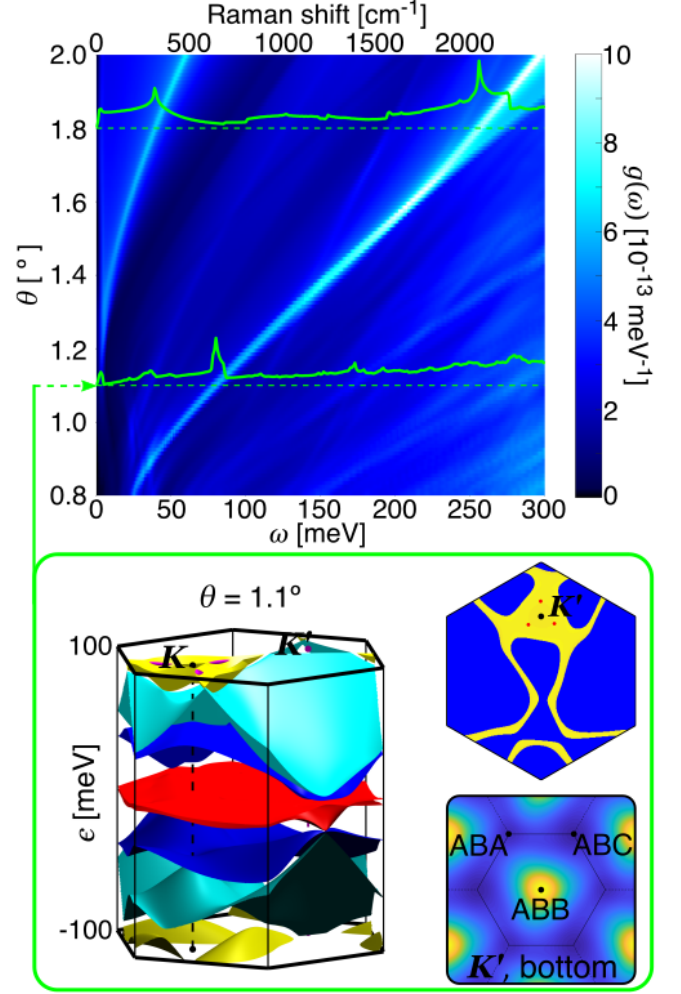 Raman shift [cm-1]
0 500 1000 1500 2000
2.0
1.8
1.6
1.4
1.2
1.0
0.8
θ [ °]
0 50 100 150 200 250 300
ω [meV]
10
8
6
4
2
0
g(ω) [10-13 meV-1]
θ = 1.1°
100
-100
ϵ [meV]
K
K'
K'
ABA
ABC
ABB
K', bottom